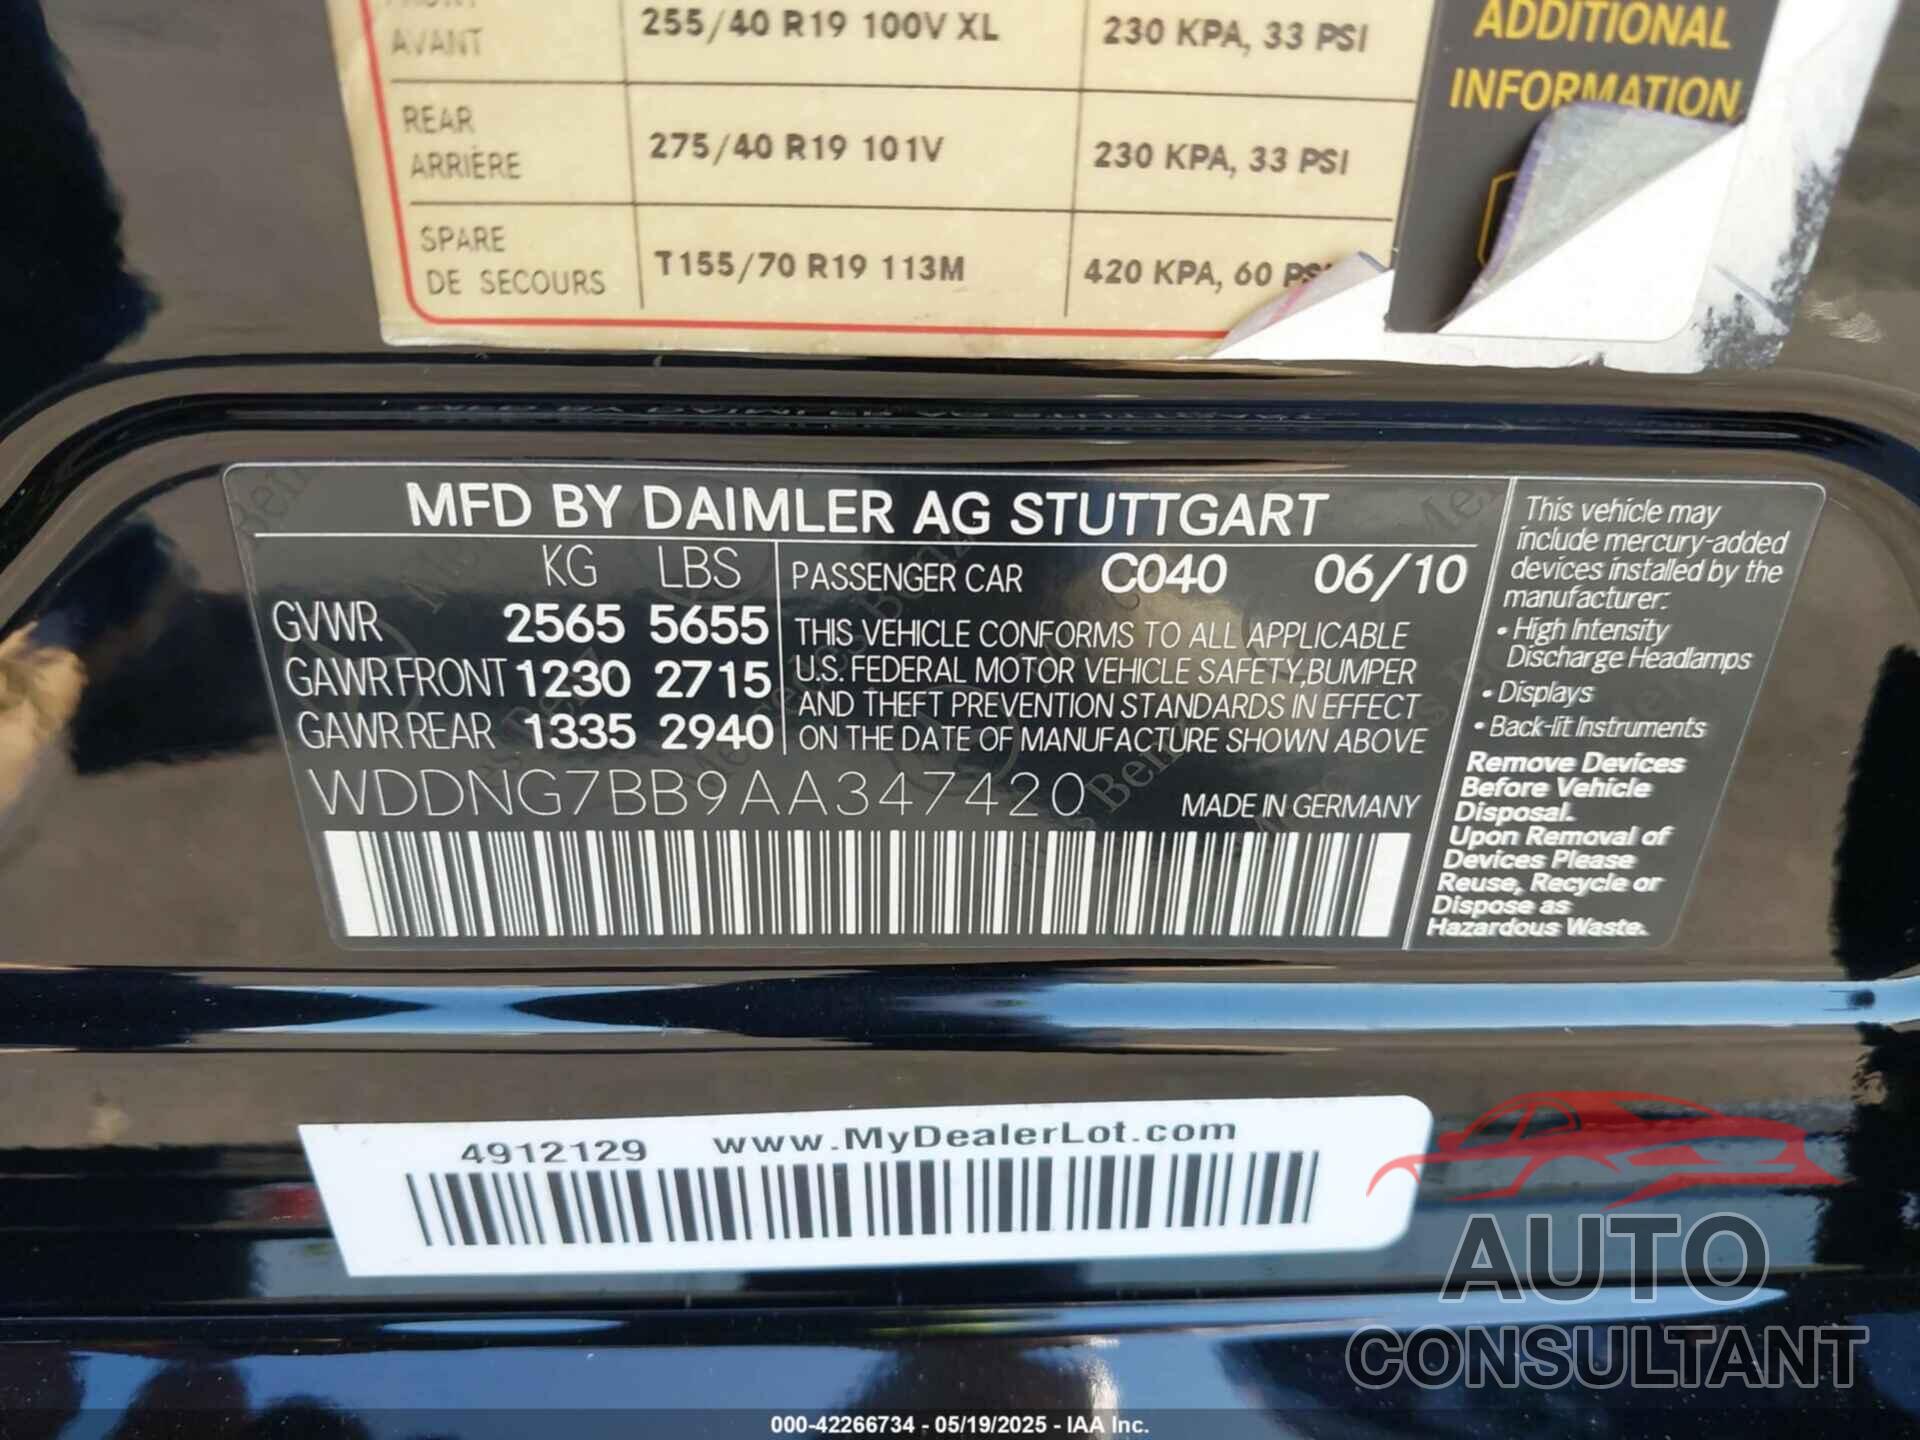 AVANT 255/40 R19 100V XL 230 KPA, 33 PSI
REAR
ARRIÈRE 275/40 R19 101V 230 KPA, 33 PSI
SPARE
DE SECOURS T155/70 R19 113M 420 KPA, 60
ADDITIONAL
INFORMATION
MFD BY DAIMLER AG STUTTGART
KG LBS
GVWR 2565 5655
GAWR FRONT 1230 2715
GAWR REAR 1335 2940
PASSENGER CAR C040 06/10
THIS VEHICLE CONFORMS TO ALL APPLICABLE
U.S. FEDERAL MOTOR VEHICLE SAFETY,BUMPER
AND THEFT PREVENTION STANDARDS IN EFFECT
ON THE DATE OF MANUFACTURE SHOWN ABOVE
WDDNG7BB9AA347420
MADE IN GERMANY
This vehicle may
include mercury-added
devices installed by the
manufacturer:
• High Intensity
Discharge Headlamps
• Displays
• Back-lit Instruments
Remove Devices
Before Vehicle
Disposal.
Upon Removal of
Devices Please
Reuse, Recycle or
Dispose as
Hazardous Waste.
4912129 www.MyDealerLot.com
AUTO
CONSULTANT
000-42266734 - 05/19/2025 - IAA Inc.